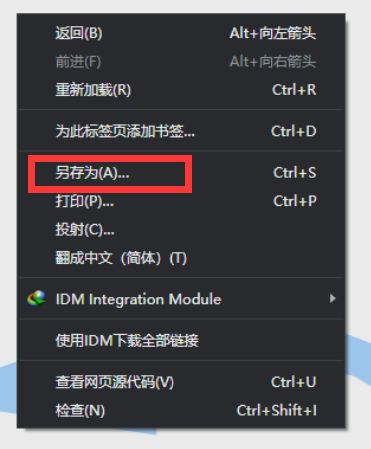 返回(B) Alt+向左箭头
前进(F) Alt+向右箭头
重新加载(R) Ctrl+R
为此标签页添加书签... Ctrl+D
另存为(A)... Ctrl+S
打印(P)... Ctrl+P
投射(C)...
翻成中文（简体）(T)
IDM Integration Module
使用IDM下载全部链接
查看网页源代码(V) Ctrl+U
检查(N) Ctrl+Shift+I